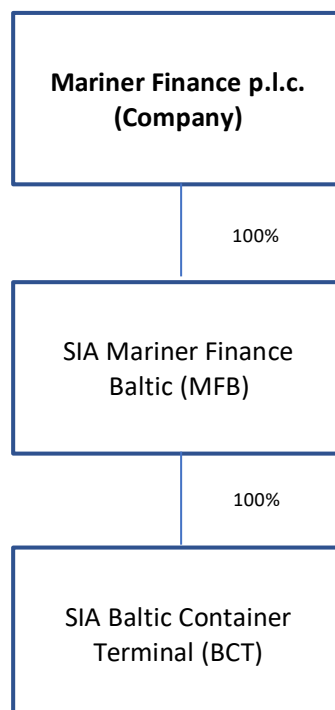 Mariner Finance p.l.c.
(Company)
100%
SIA Mariner Finance
Baltic (MFB)
100%
SIA Baltic Container
Terminal (BCT)